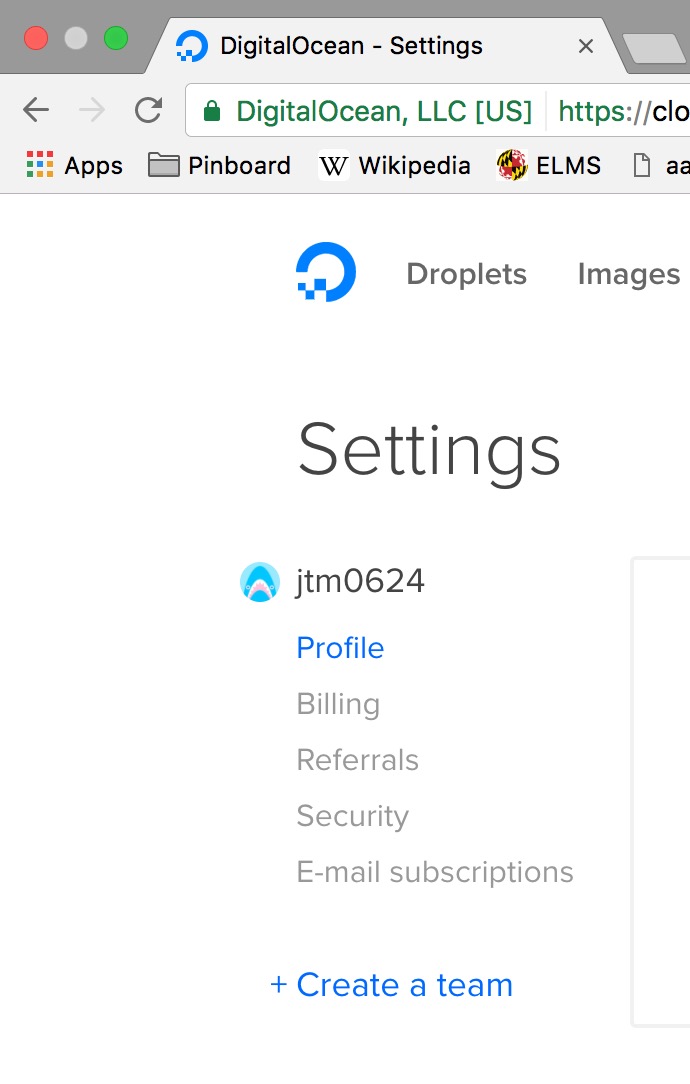 DigitalOcean - Settings
DigitalOcean, LLC [US] https://clo
Apps Pinboard W Wikipedia ELMS aa
Droplets Images
Settings
jtm0624
Profile
Billing
Referrals
Security
E-mail subscriptions
+ Create a team